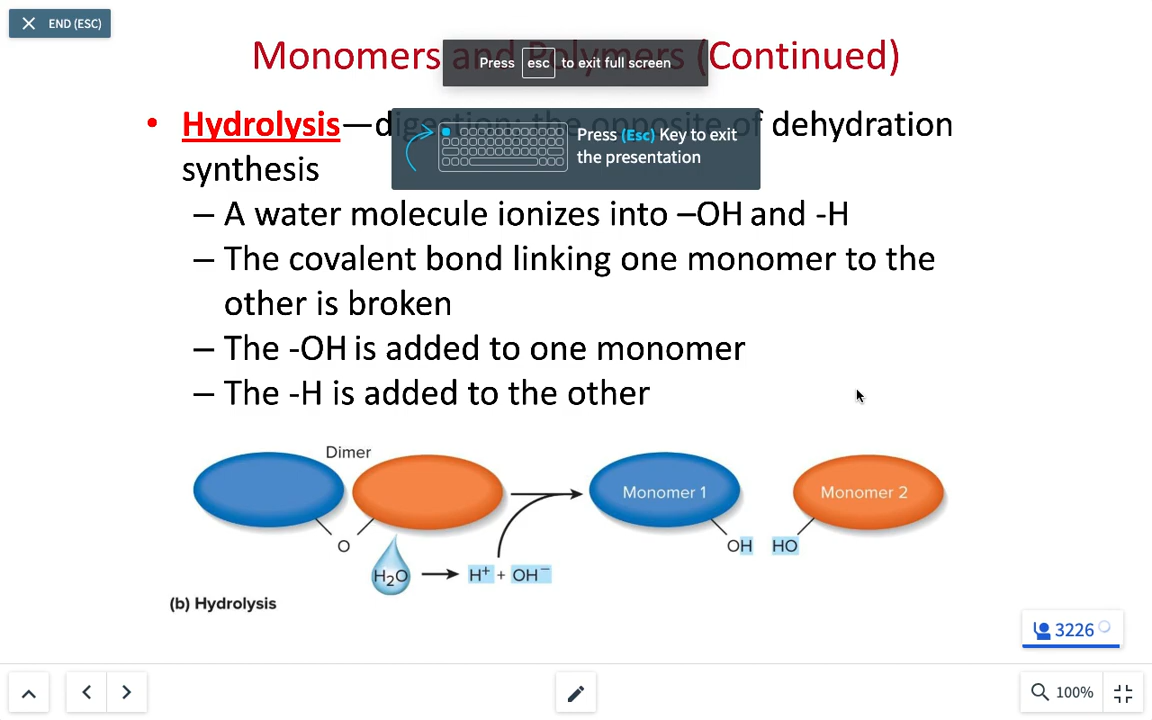 END (ESC)
Monomers and Polymers (Continued)
Press esc to exit full screen
• Hydrolysis—digestion; the opposite of dehydration
synthesis
Press (Esc) Key to exit
the presentation
– A water molecule ionizes into –OH and -H
– The covalent bond linking one monomer to the
other is broken
– The -OH is added to one monomer
– The -H is added to the other
Dimer
Monomer 1
Monomer 2
O
OH
HO
H₂O
H⁺ + OH⁻
(b) Hydrolysis
3226
100%